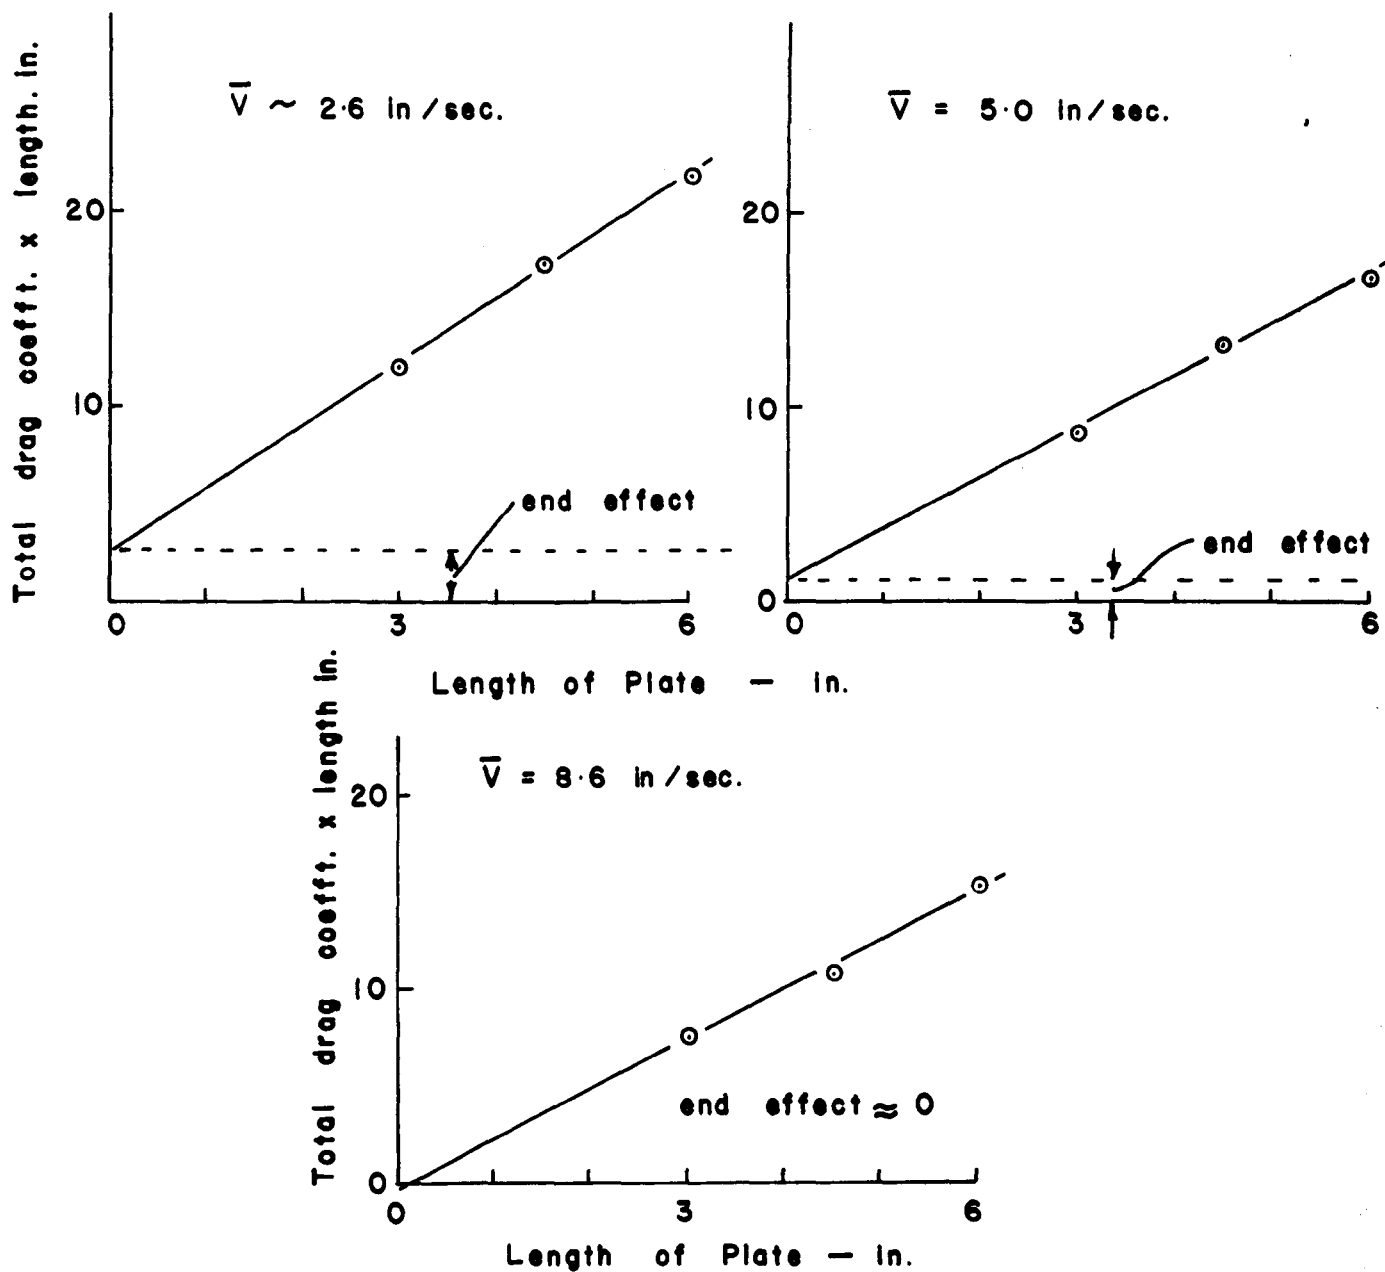 Total drag coefft. x length. in.
V̄ ~ 2·6 in/sec.
20
10
end effect
0 3 6
V̄ = 5·0 in/sec.
20
10
0
end effect
0 3 6
Length of Plate — in.
Total drag coefft. x length in.
V̄ = 8·6 in/sec.
20
10
0
end effect ≈ 0
0 3 6
Length of Plate — in.